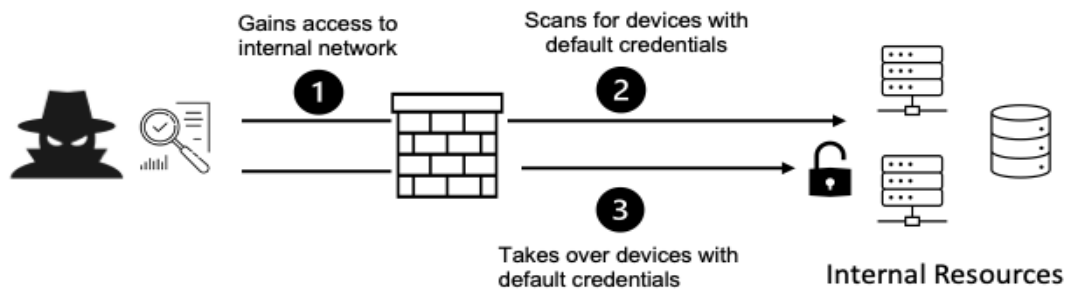 Gains access to
internal network
1
Scans for devices with
default credentials
2
3
Takes over devices with
default credentials
Internal Resources